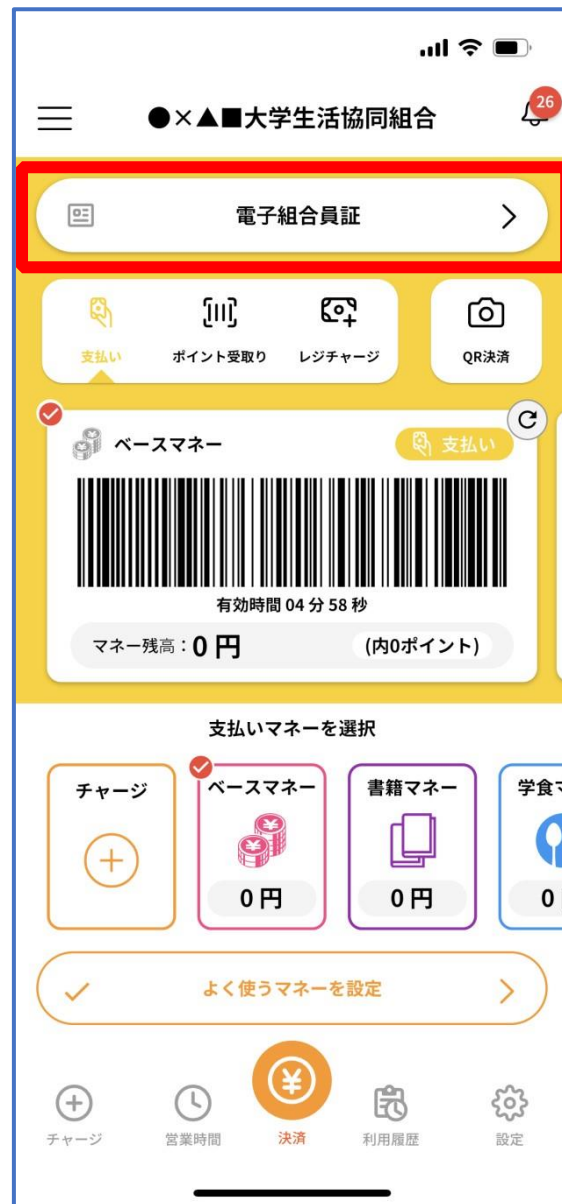 ●×▲■大学生活協同組合
26
電子組合員証
支払い
ポイント受取り
レジチャージ
QR決済
ベースマネー
支払い
有効時間 04 分 58 秒
マネー残高：0 円 (内0ポイント)
支払いマネーを選択
チャージ
ベースマネー
0 円
書籍マネー
0 円
学食マ
0
よく使うマネーを設定
チャージ
営業時間
決済
利用履歴
設定